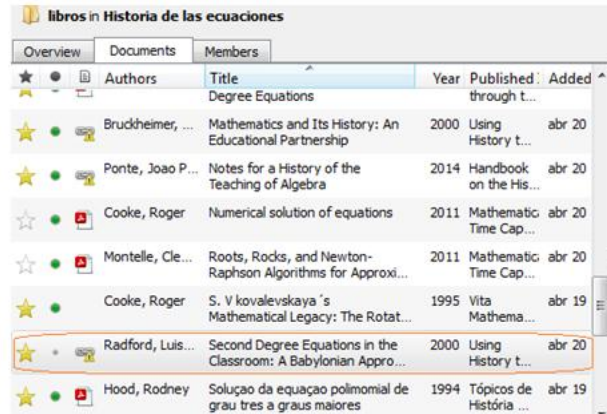 libros in Historia de las ecuaciones
Overview Documents Members
Authors Title Year Published Added
Degree Equations through t...
Bruckheimer, ... Mathematics and Its History: An 2000 Using abr 20
Educational Partnership History t...
Ponte, Joao P... Notes for a History of the 2014 Handbook abr 20
Teaching of Algebra on the His...
Cooke, Roger Numerical solution of equations 2011 Mathematica abr 20
Time Cap...
Montelle, Cle... Roots, Rocks, and Newton- 2011 Mathematica abr 20
Raphson Algorithms for Approxi... Time Cap...
Cooke, Roger S. V kovalevskaya ´s 1995 Vita abr 19
Mathematical Legacy: The Rotat... Mathema...
Radford, Luis... Second Degree Equations in the 2000 Using abr 20
Classroom: A Babylonian Appro... History t...
Hood, Rodney Soluçao da equaçao polimomial de 1994 Tópicos de abr 19
grau tres a graus maiores História ...